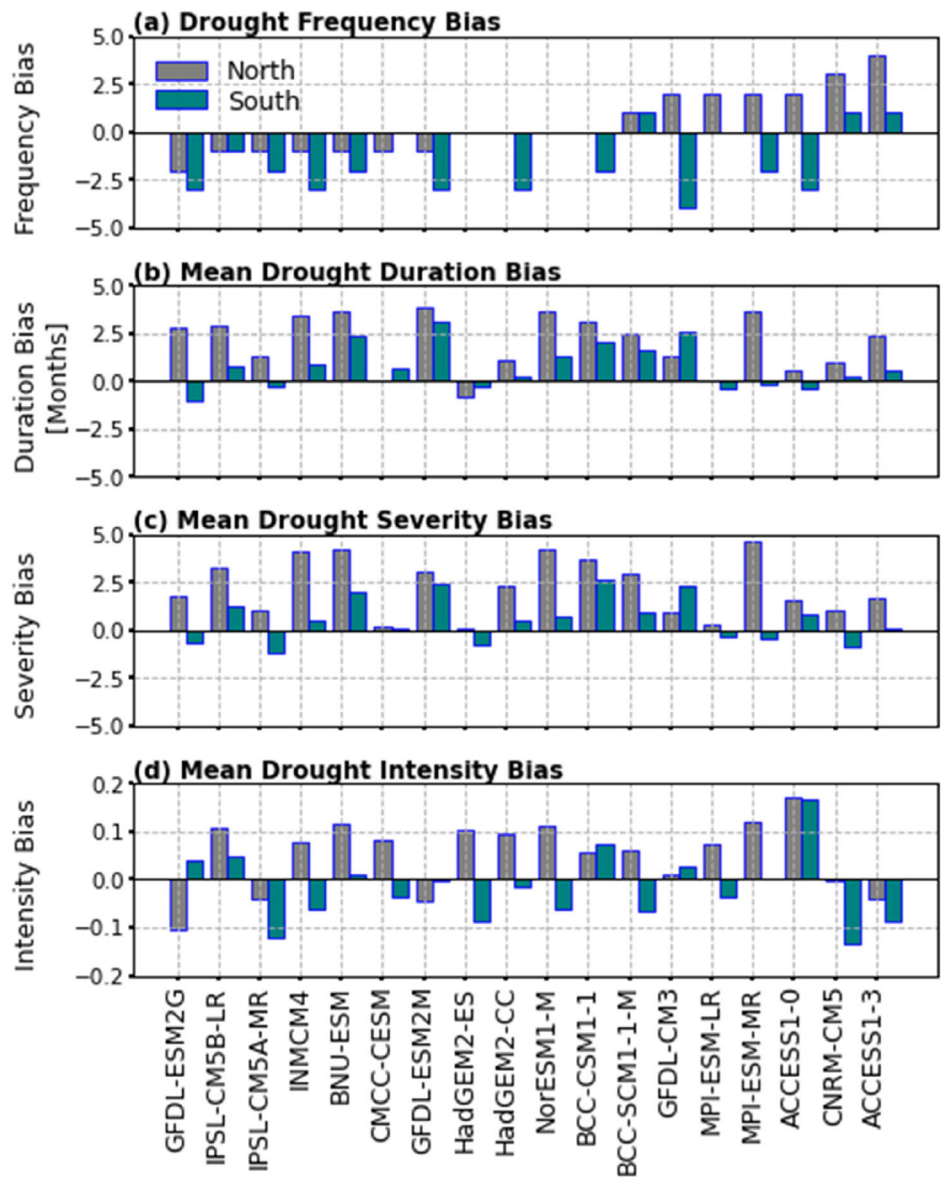 (a) Drought Frequency Bias
Frequency Bias
5.0
2.5
0.0
−2.5
−5.0
North
South
(b) Mean Drought Duration Bias
Duration Bias
[Months]
5.0
2.5
0.0
−2.5
−5.0
(c) Mean Drought Severity Bias
Severity Bias
5.0
2.5
0.0
−2.5
−5.0
(d) Mean Drought Intensity Bias
Intensity Bias
0.2
0.1
0.0
−0.1
−0.2
GFDL-ESM2G
IPSL-CM5B-LR
IPSL-CM5A-MR
INMCM4
BNU-ESM
CMCC-CESM
GFDL-ESM2M
HadGEM2-ES
HadGEM2-CC
NorESM1-M
BCC-CSM1-1
BCC-SCM1-1-M
GFDL-CM3
MPI-ESM-LR
MPI-ESM-MR
ACCESS1-0
CNRM-CM5
ACCESS1-3